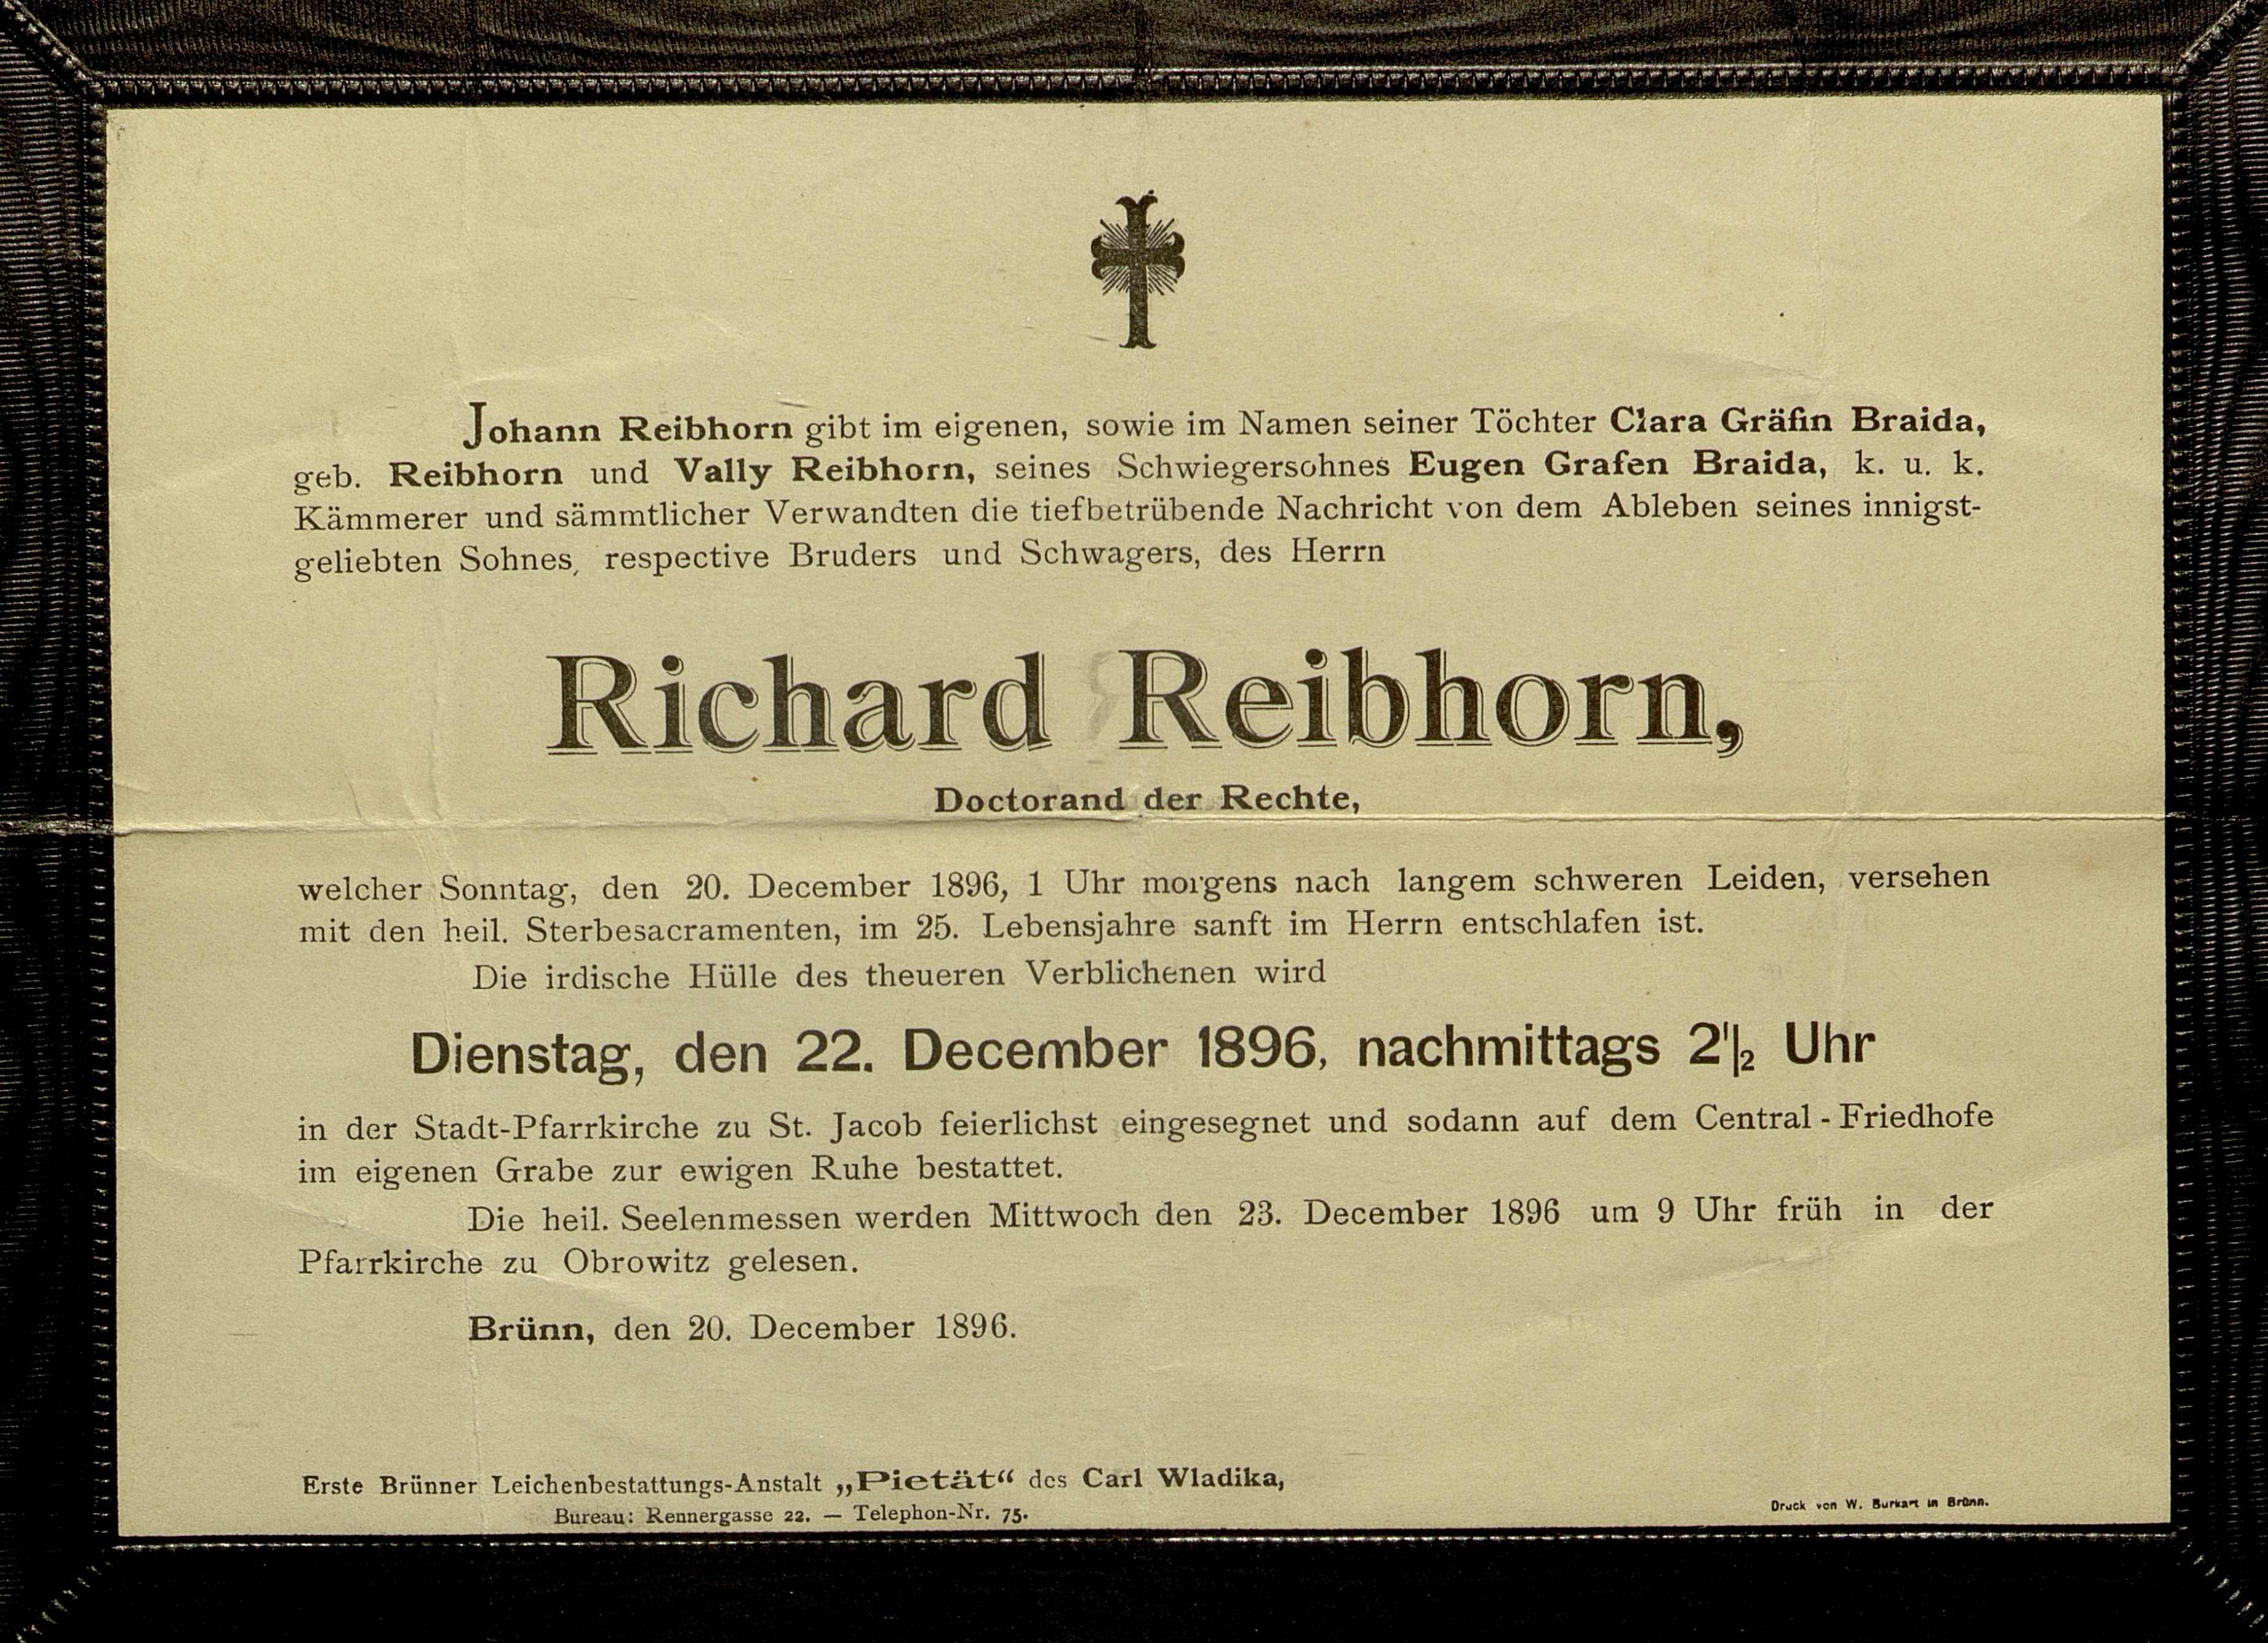 Johann Reibhorn gibt im eigenen, sowie im Namen seiner Töchter Clara Gräfin Braida,
geb. Reibhorn und Vally Reibhorn, seines Schwiegersohnes Eugen Grafen Braida, k. u. k.
Kämmerer und sämmtlicher Verwandten die tiefbetrübende Nachricht von dem Ableben seines innigst-
geliebten Sohnes, respective Bruders und Schwagers, des Herrn
Richard Reibhorn,
Doctorand der Rechte,
welcher Sonntag, den 20. December 1896, 1 Uhr morgens nach langem schweren Leiden, versehen
mit den heil. Sterbesacramenten, im 25. Lebensjahre sanft im Herrn entschlafen ist.
Die irdische Hülle des theueren Verblichenen wird
Dienstag, den 22. December 1896, nachmittags 2 1/2 Uhr
in der Stadt-Pfarrkirche zu St. Jacob feierlichst eingesegnet und sodann auf dem Central-Friedhofe
im eigenen Grabe zur ewigen Ruhe bestattet.
Die heil. Seelenmessen werden Mittwoch den 23. December 1896 um 9 Uhr früh in der
Pfarrkirche zu Obrowitz gelesen.
Brünn, den 20. December 1896.
Erste Brünner Leichenbestattungs-Anstalt „Pietät“ des Carl Wladika,
Bureau: Rennergasse 22. — Telephon-Nr. 75.
Druck von W. Burkart in Brünn.